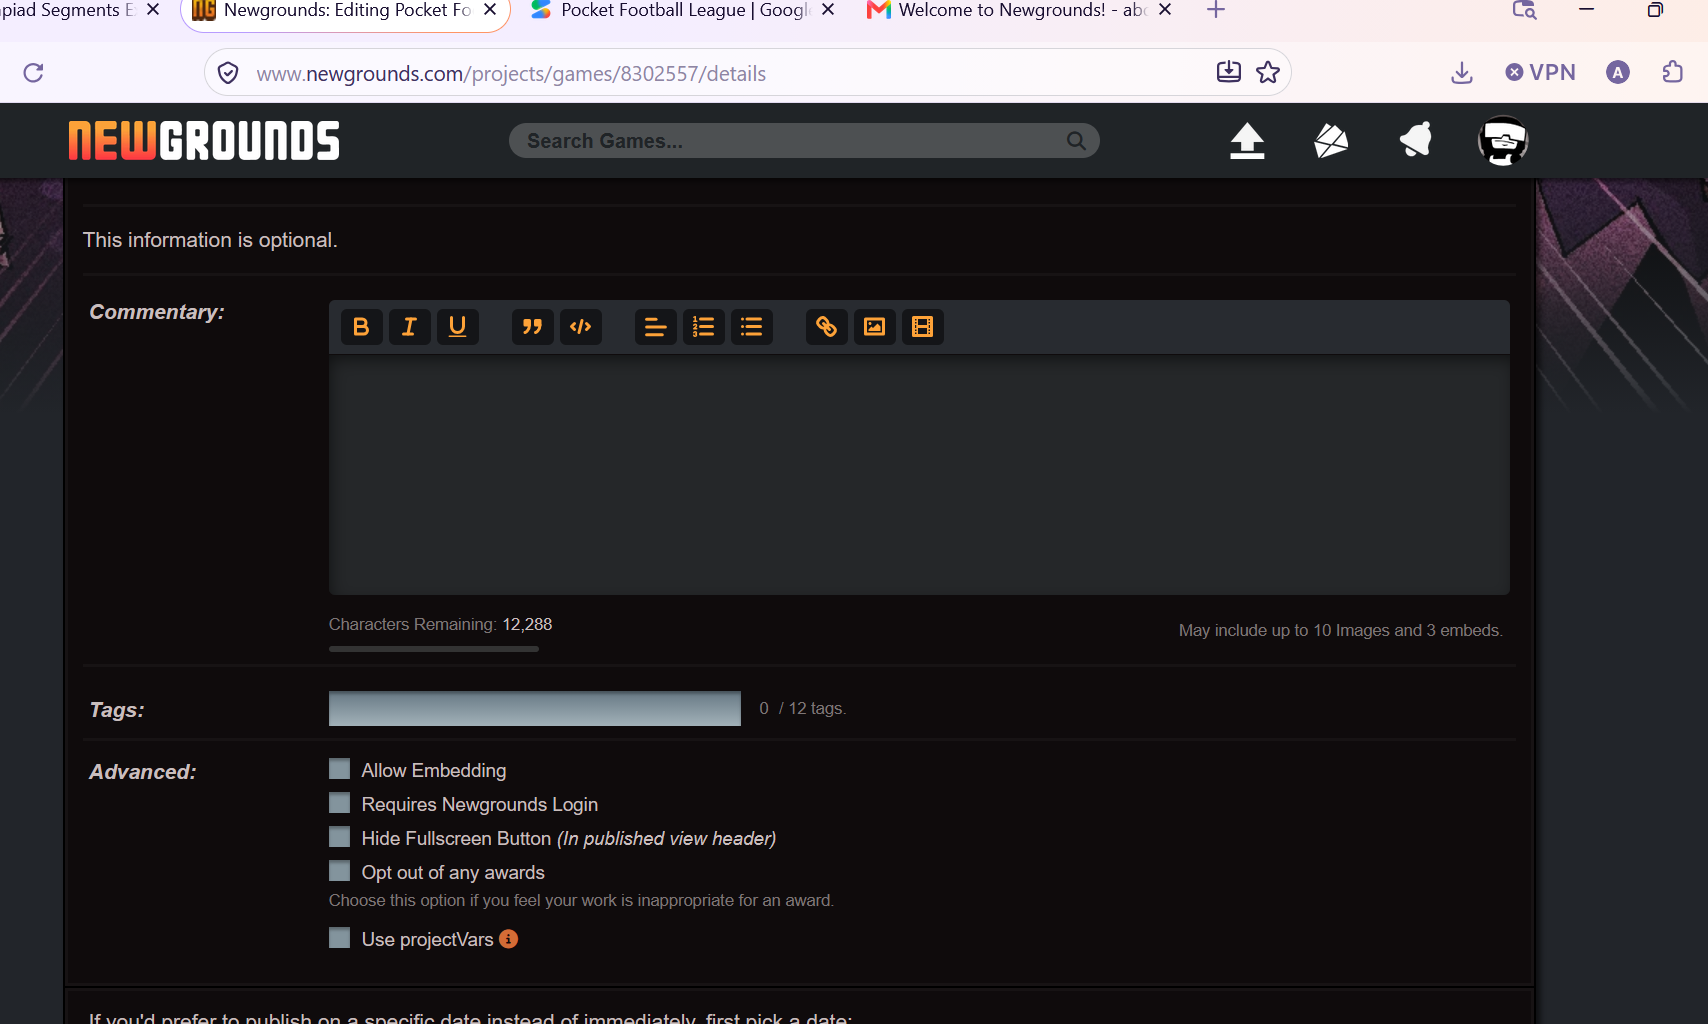 piad Segments E
Newgrounds: Editing Pocket Fo
Pocket Football League | Googl
Welcome to Newgrounds! - abc
www.newgrounds.com/projects/games/8302557/details
VPN
A
NEWGROUNDS
Search Games...
This information is optional.
Commentary:
B I U
Characters Remaining: 12,288
May include up to 10 Images and 3 embeds.
Tags:
0 / 12 tags.
Advanced:
Allow Embedding
Requires Newgrounds Login
Hide Fullscreen Button (In published view header)
Opt out of any awards
Choose this option if you feel your work is inappropriate for an award.
Use projectVars
If you'd prefer to publish on a specific date instead of immediately, first pick a date: